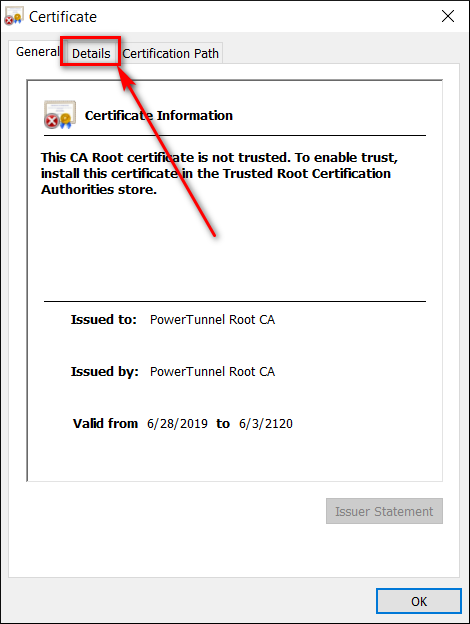 Certificate
General Details Certification Path
Certificate Information
This CA Root certificate is not trusted. To enable trust,
install this certificate in the Trusted Root Certification
Authorities store.
Issued to: PowerTunnel Root CA
Issued by: PowerTunnel Root CA
Valid from 6/28/2019 to 6/3/2120
Issuer Statement
OK